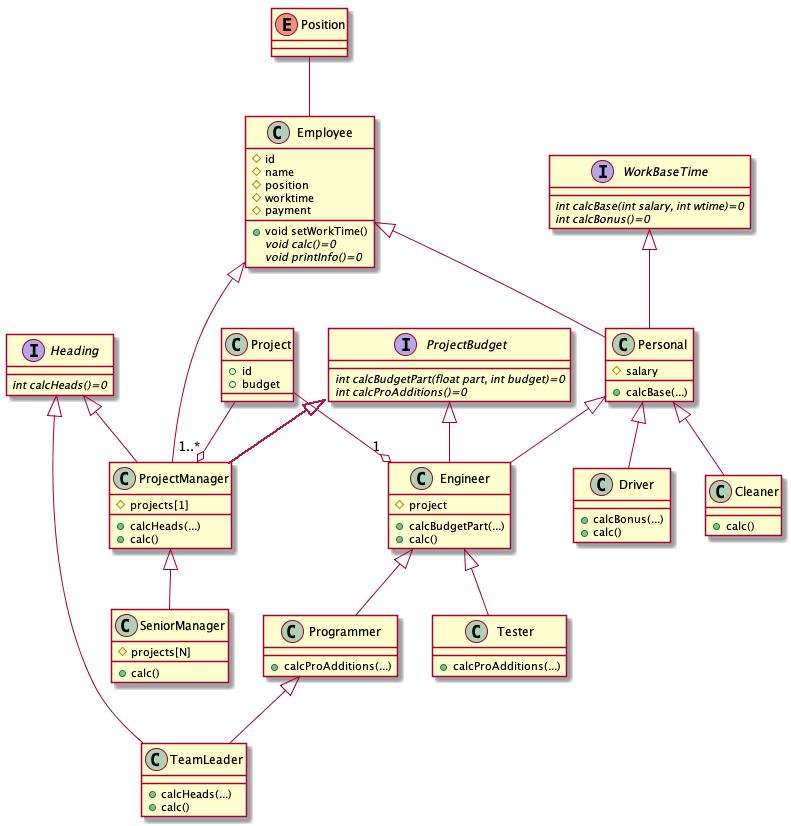 E Position
C Employee
id
name
position
worktime
payment
void setWorkTime()
void calc()=0
void printInfo()=0
I WorkBaseTime
int calcBase(int salary, int wtime)=0
int calcBonus()=0
I Heading
int calcHeads()=0
C Project
id
budget
I ProjectBudget
int calcBudgetPart(float part, int budget)=0
int calcProAdditions()=0
C Personal
salary
calcBase(...)
1..*
1
C ProjectManager
projects[1]
calcHeads(...)
calc()
C Engineer
project
calcBudgetPart(...)
calc()
C Driver
calcBonus(...)
calc()
C Cleaner
calc()
C SeniorManager
projects[N]
calc()
C Programmer
calcProAdditions(...)
C Tester
calcProAdditions(...)
C TeamLeader
calcHeads(...)
calc()